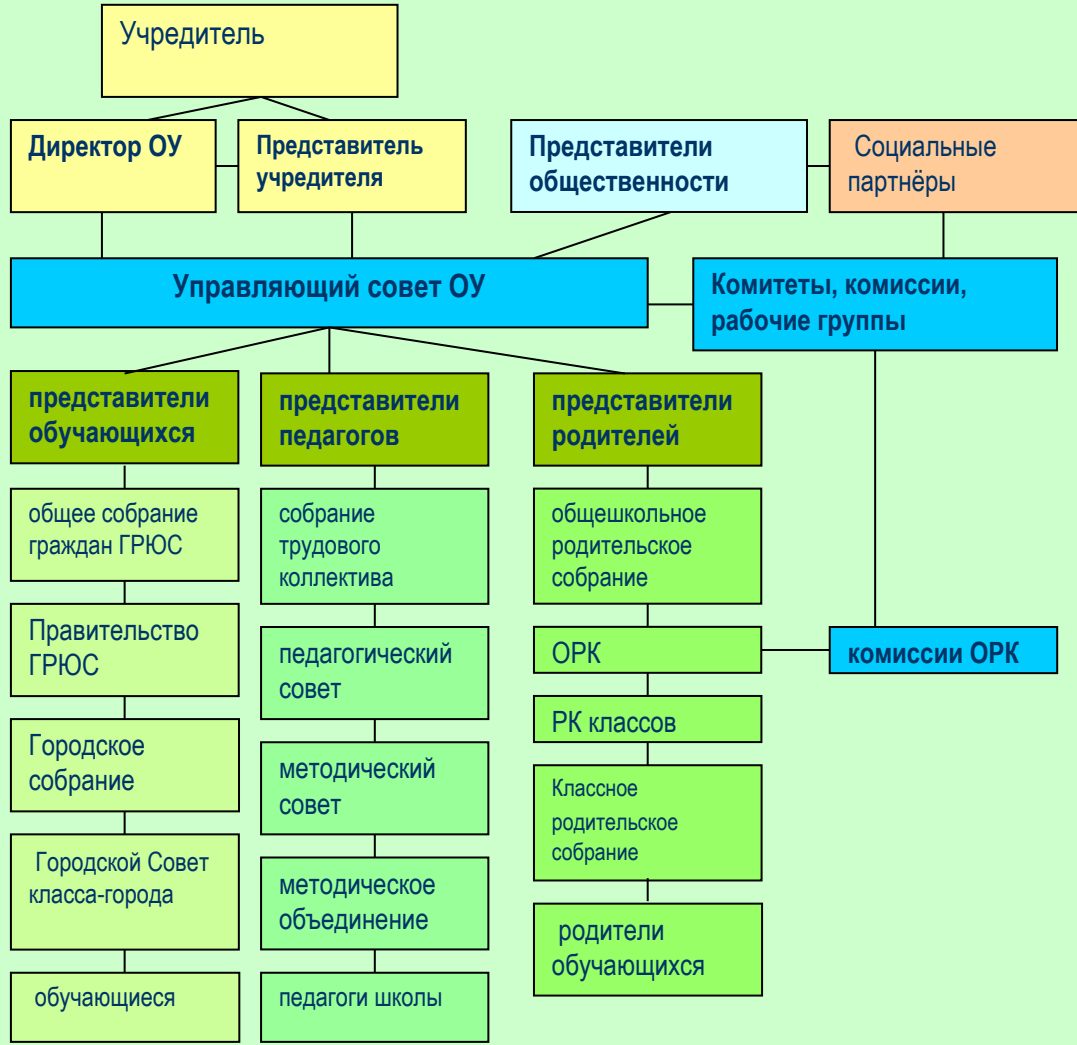 Учредитель
Директор ОУ
Представитель
учредителя
Представители
общественности
Социальные
партнёры
Управляющий совет ОУ
Комитеты, комиссии,
рабочие группы
представители
обучающихся
представители
педагогов
представители
родителей
общее собрание
граждан ГРЮС
собрание
трудового
коллектива
общешкольное
родительское
собрание
Правительство
ГРЮС
педагогический
совет
ОРК
комиссии ОРК
РК классов
Городское
собрание
методический
совет
Классное
родительское
собрание
Городской Совет
класса-города
методическое
объединение
родители
обучающихся
обучающиеся
педагоги школы